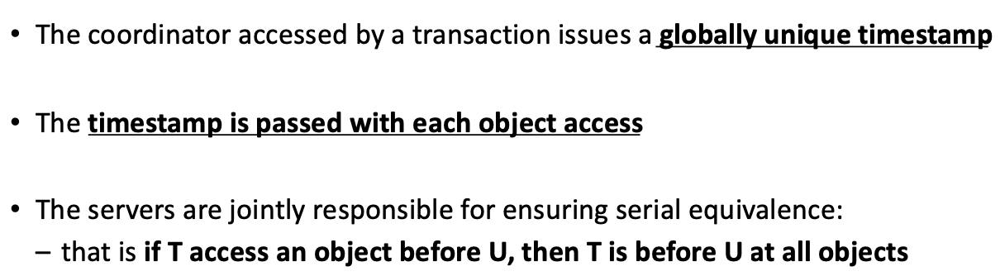 • The coordinator accessed by a transaction issues a globally unique timestamp
• The timestamp is passed with each object access
• The servers are jointly responsible for ensuring serial equivalence:
– that is if T access an object before U, then T is before U at all objects